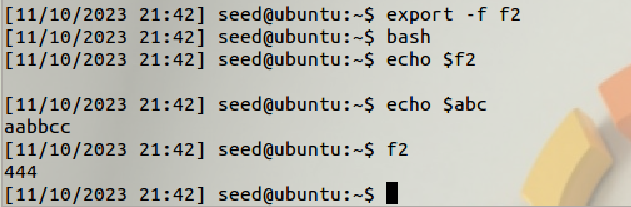 [11/10/2023 21:42] seed@ubuntu:~$ export -f f2
[11/10/2023 21:42] seed@ubuntu:~$ bash
[11/10/2023 21:42] seed@ubuntu:~$ echo $f2

[11/10/2023 21:42] seed@ubuntu:~$ echo $abc
aabbcc
[11/10/2023 21:42] seed@ubuntu:~$ f2
444
[11/10/2023 21:42] seed@ubuntu:~$